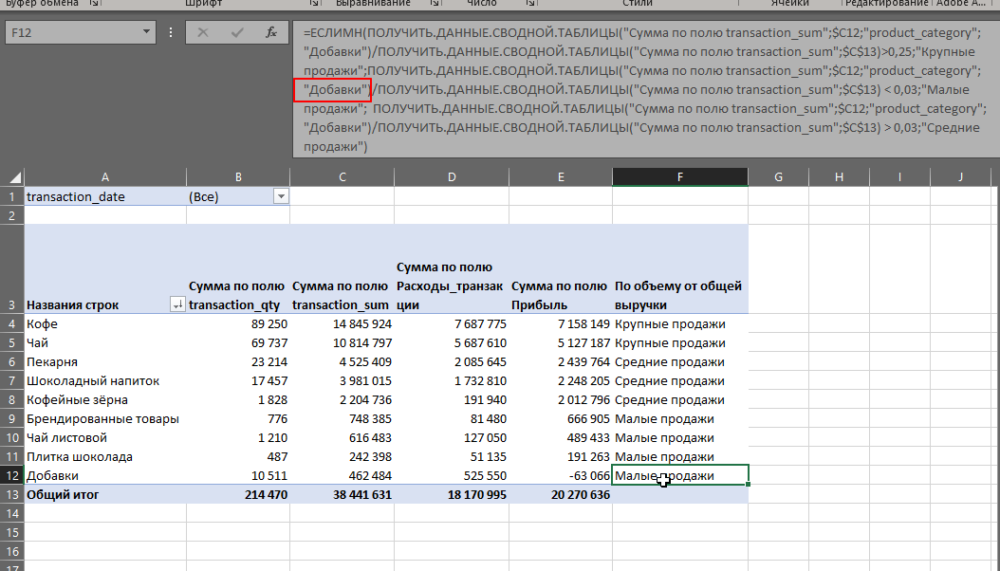 Буфер обмена Шрифт Выравнивание Число Стили Ячейки Редактирование Adobe A...
F12 fx
=ЕСЛИМН(ПОЛУЧИТЬ.ДАННЫЕ.СВОДНОЙ.ТАБЛИЦЫ("Сумма по полю transaction_sum";$C12;"product_category";
"Добавки")/ПОЛУЧИТЬ.ДАННЫЕ.СВОДНОЙ.ТАБЛИЦЫ("Сумма по полю transaction_sum";$C$13)>0,25;"Крупные
продажи";ПОЛУЧИТЬ.ДАННЫЕ.СВОДНОЙ.ТАБЛИЦЫ("Сумма по полю transaction_sum";$C12;"product_category";
"Добавки")/ПОЛУЧИТЬ.ДАННЫЕ.СВОДНОЙ.ТАБЛИЦЫ("Сумма по полю transaction_sum";$C$13) < 0,03;"Малые
продажи"; ПОЛУЧИТЬ.ДАННЫЕ.СВОДНОЙ.ТАБЛИЦЫ("Сумма по полю transaction_sum";$C12;"product_category";
"Добавки")/ПОЛУЧИТЬ.ДАННЫЕ.СВОДНОЙ.ТАБЛИЦЫ("Сумма по полю transaction_sum";$C$13) > 0,03;"Средние
продажи")
A B C D E F G H I J
1 transaction_date (Все)
2
Сумма по полю
Сумма по полю Сумма по полю Расходы_транзак Сумма по полю По объему от общей
3 Названия строк transaction_qty transaction_sum ции Прибыль выручки
4 Кофе 89 250 14 845 924 7 687 775 7 158 149 Крупные продажи
5 Чай 69 737 10 814 797 5 687 610 5 127 187 Крупные продажи
6 Пекарня 23 214 4 525 409 2 085 645 2 439 764 Средние продажи
7 Шоколадный напиток 17 457 3 981 015 1 732 810 2 248 205 Средние продажи
8 Кофейные зёрна 1 828 2 204 736 191 940 2 012 796 Средние продажи
9 Брендированные товары 776 748 385 81 480 666 905 Малые продажи
10 Чай листовой 1 210 616 483 127 050 489 433 Малые продажи
11 Плитка шоколада 487 242 398 51 135 191 263 Малые продажи
12 Добавки 10 511 462 484 525 550 -63 066 Малые продажи
13 Общий итог 214 470 38 441 631 18 170 995 20 270 636
14
15
16
17